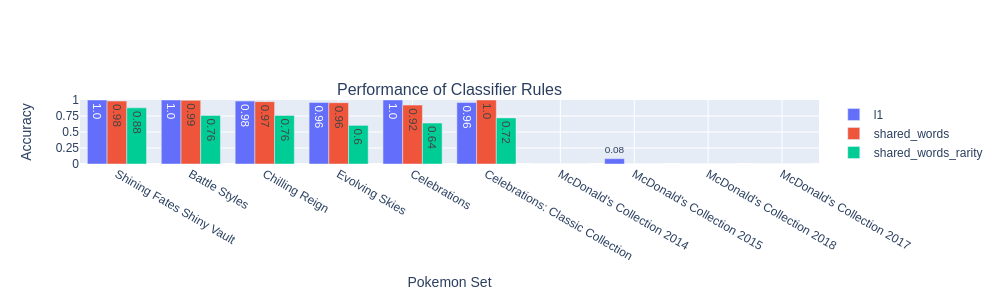 Performance of Classifier Rules
Accuracy
1
0.75
0.5
0.25
0
1.0
0.98
0.88
1.0
0.99
0.76
0.98
0.97
0.76
0.96
0.96
0.6
1.0
0.92
0.64
0.96
1.0
0.72
0.08
Shining Fates Shiny Vault
Battle Styles
Chilling Reign
Evolving Skies
Celebrations
Celebrations: Classic Collection
McDonald's Collection 2014
McDonald's Collection 2015
McDonald's Collection 2018
McDonald's Collection 2017
Pokemon Set
l1
shared_words
shared_words_rarity